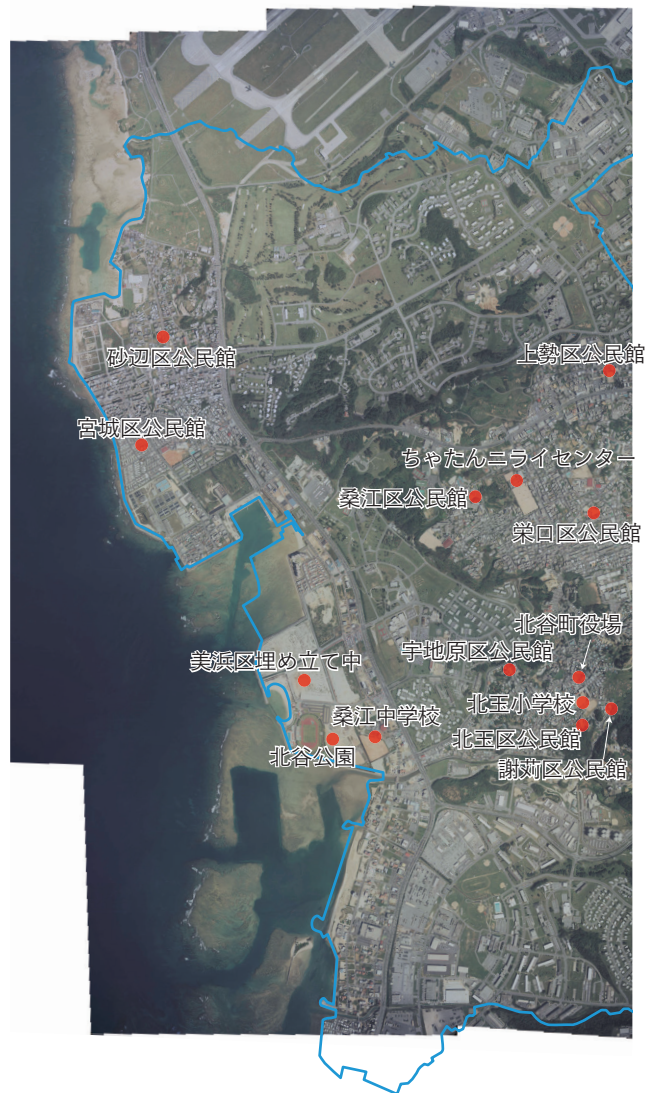 上勢区公民館
砂辺区公民館
宮城区公民館
ちゃたんニライセンター
桑江区公民館
栄口区公民館
北谷町役場
宇地原区公民館
美浜区埋め立て中
北玉小学校
桑江中学校
北玉区公民館
北谷公園
謝苅区公民館